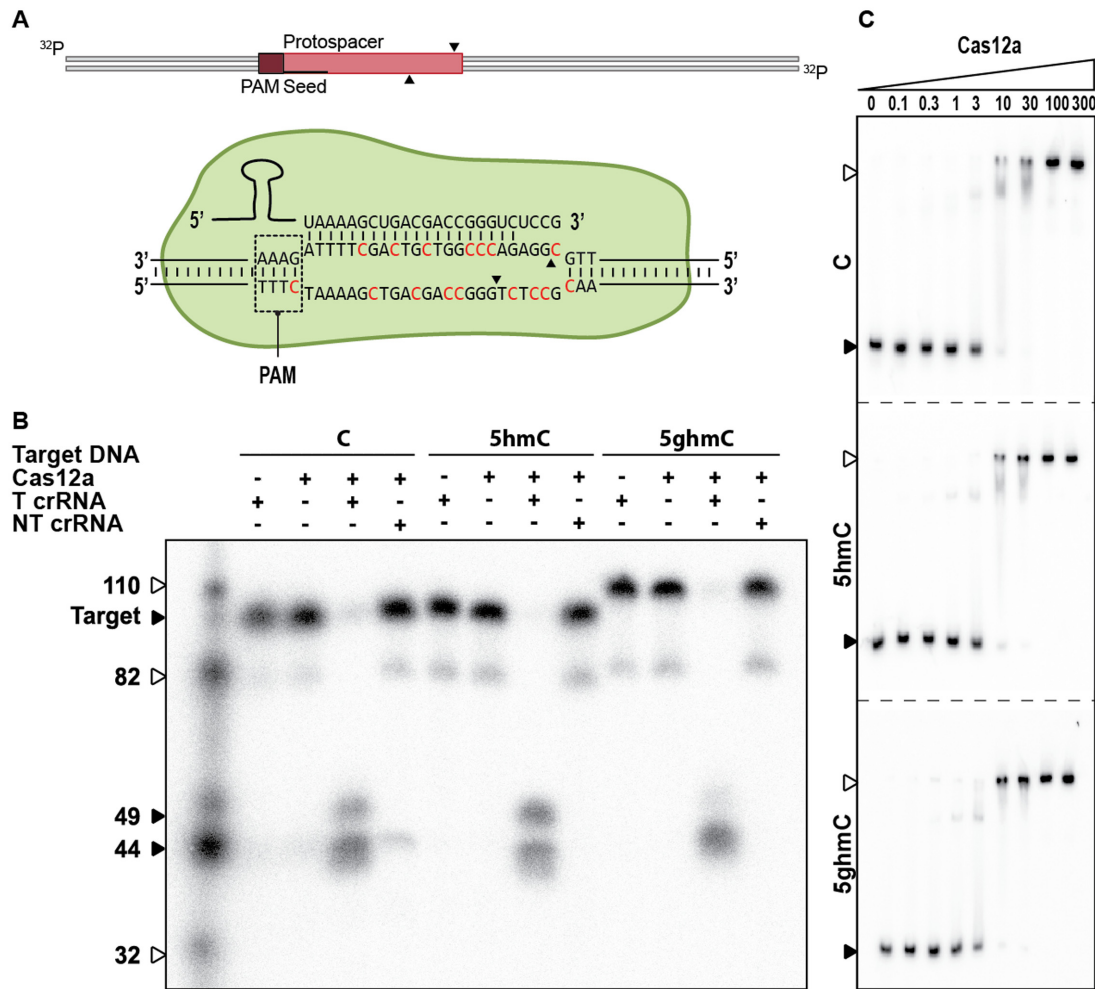 A
³²P
Protospacer
PAM Seed
³²P
UAAAAGCUGACGACCGGGUCUCCG 3’
5’
ATTTTCGACTGCTGGCCCAGAGGC
3’ AAAG GTT 5’
5’ TTTC TAAAAGCTGACGACCGGGTCTCCG CAA 3’
PAM
B
C 5hmC 5ghmC
Target DNA
Cas12a - + + + - + + + - + + +
T crRNA + - + - + - + - + - + -
NT crRNA - - - + - - - + - - - +
110
Target
82
49
44
32
C
Cas12a
0 0.1 0.3 1 3 10 30 100 300
C
5hmC
5ghmC